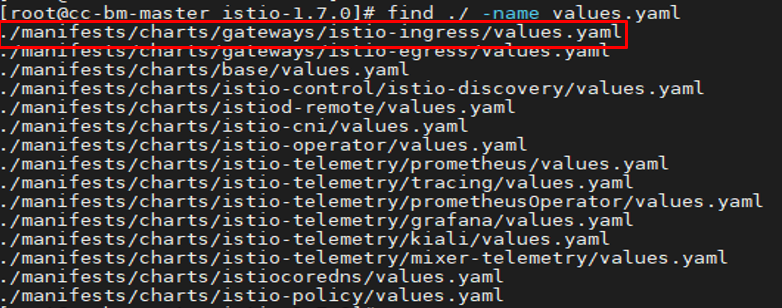 [root@cc-bm-master istio-1.7.0]# find ./ -name values.yaml
./manifests/charts/gateways/istio-ingress/values.yaml
./manifests/charts/gateways/istio-egress/values.yaml
./manifests/charts/base/values.yaml
./manifests/charts/istio-control/istio-discovery/values.yaml
./manifests/charts/istiod-remote/values.yaml
./manifests/charts/istio-cni/values.yaml
./manifests/charts/istio-operator/values.yaml
./manifests/charts/istio-telemetry/prometheus/values.yaml
./manifests/charts/istio-telemetry/tracing/values.yaml
./manifests/charts/istio-telemetry/prometheusOperator/values.yaml
./manifests/charts/istio-telemetry/grafana/values.yaml
./manifests/charts/istio-telemetry/kiali/values.yaml
./manifests/charts/istio-telemetry/mixer-telemetry/values.yaml
./manifests/charts/istiocoredns/values.yaml
./manifests/charts/istio-policy/values.yaml